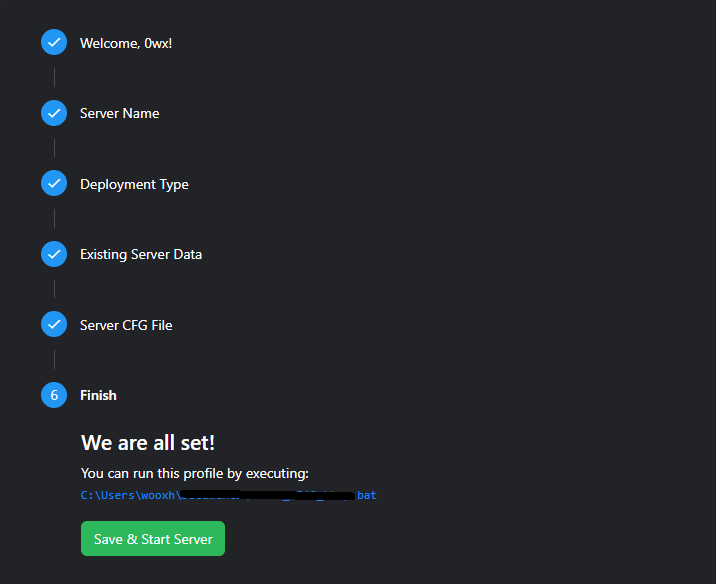 Welcome, 0wx!
Server Name
Deployment Type
Existing Server Data
Server CFG File
6 Finish
We are all set!
You can run this profile by executing:
C:\Users\wooxh\ bat
Save & Start Server